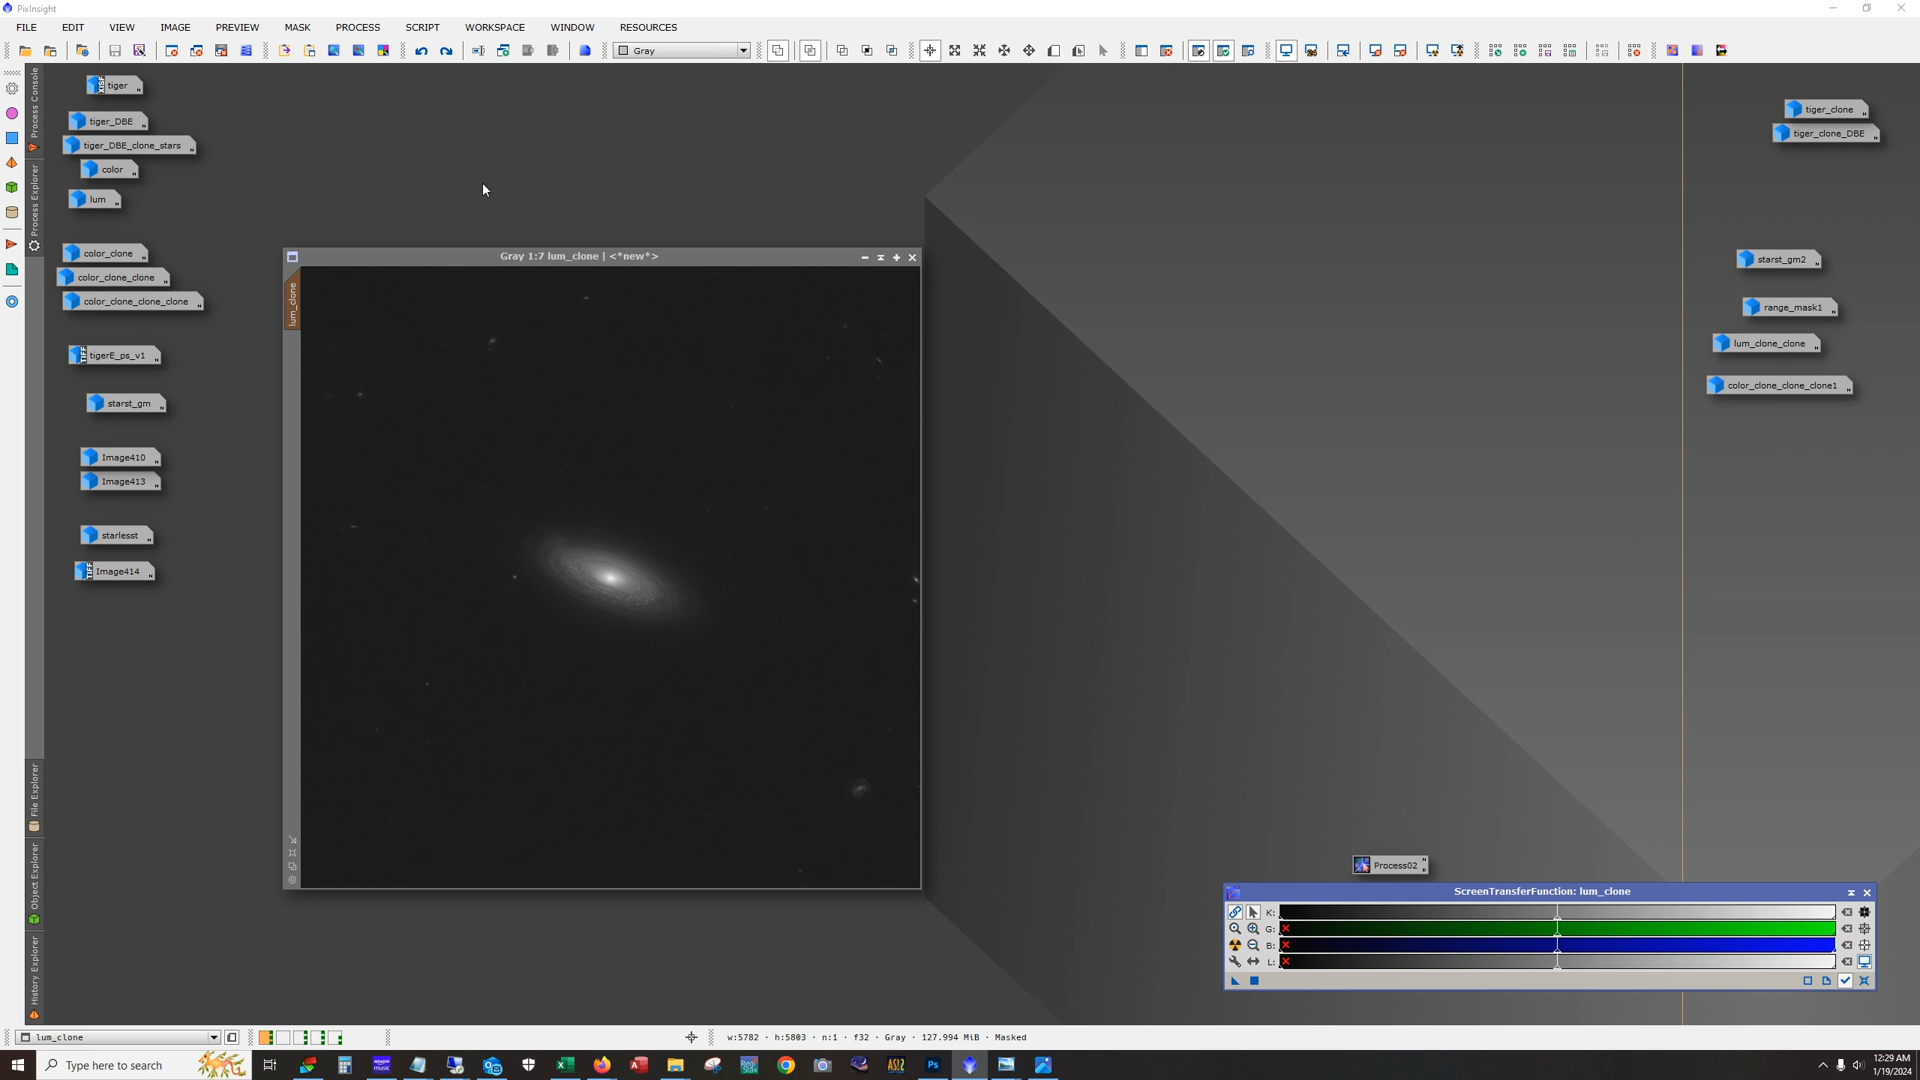 PixInsight
FILE EDIT VIEW IMAGE PREVIEW MASK PROCESS SCRIPT WORKSPACE WINDOW RESOURCES
Gray
Process Console
Process Explorer
File Explorer
Object Explorer
History Explorer
tiger
tiger_DBE
tiger_DBE_clone_stars
color
lum
color_clone
color_clone_clone
color_clone_clone_clone
tigerE_ps_v1
starst_gm
Image410
Image413
starlesst
Image414
Gray 1:7 lum_clone | <*new*>
lum_clone
tiger_clone
tiger_clone_DBE
starst_gm2
range_mask1
lum_clone_clone
color_clone_clone_clone1
Process02
ScreenTransferFunction: lum_clone
K:
G:
B:
L:
lum_clone
w:5782 · h:5803 · n:1 · f32 · Gray · 127.994 MiB · Masked
Type here to search
12:29 AM
1/19/2024